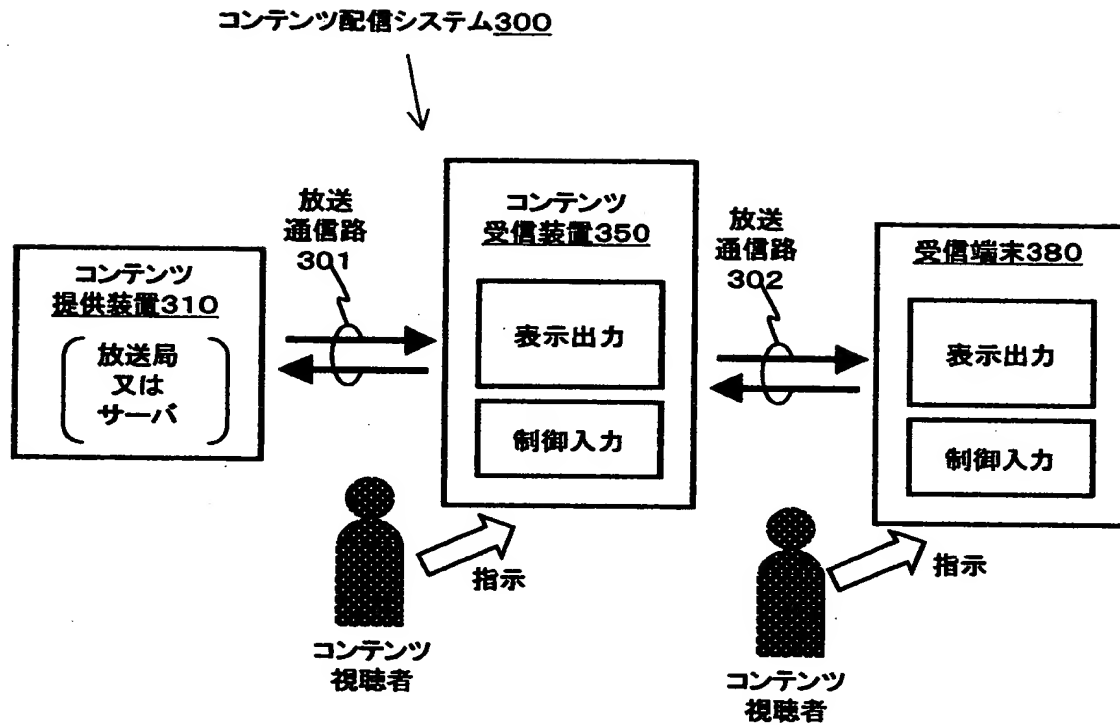 コンテンツ配信システム300
放送
通信路
301
コンテンツ
提供装置310
放送局
又は
サーバ
コンテンツ
受信装置350
表示出力
制御入力
放送
通信路
302
受信端末380
表示出力
制御入力
指示
コンテンツ
視聴者
指示
コンテンツ
視聴者